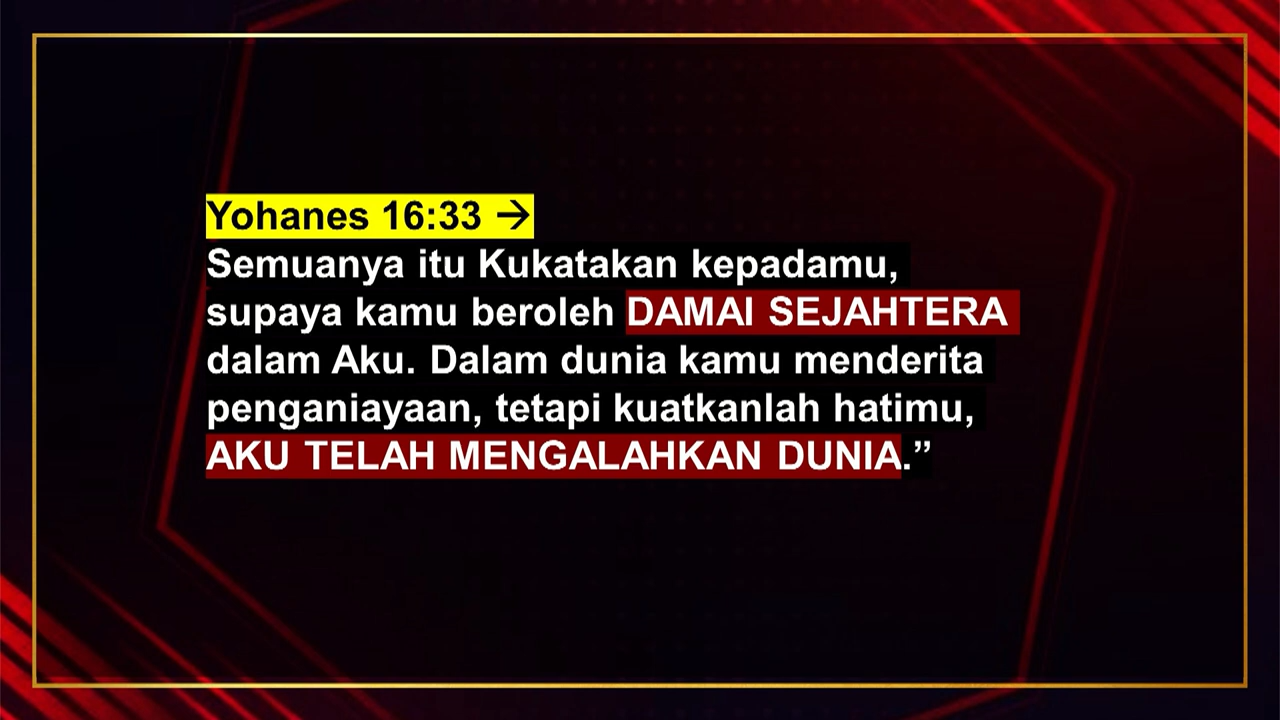 Yohanes 16:33 →
Semuanya itu Kukatakan kepadamu,
supaya kamu beroleh DAMAI SEJAHTERA
dalam Aku. Dalam dunia kamu menderita
penganiayaan, tetapi kuatkanlah hatimu,
AKU TELAH MENGALAHKAN DUNIA.”